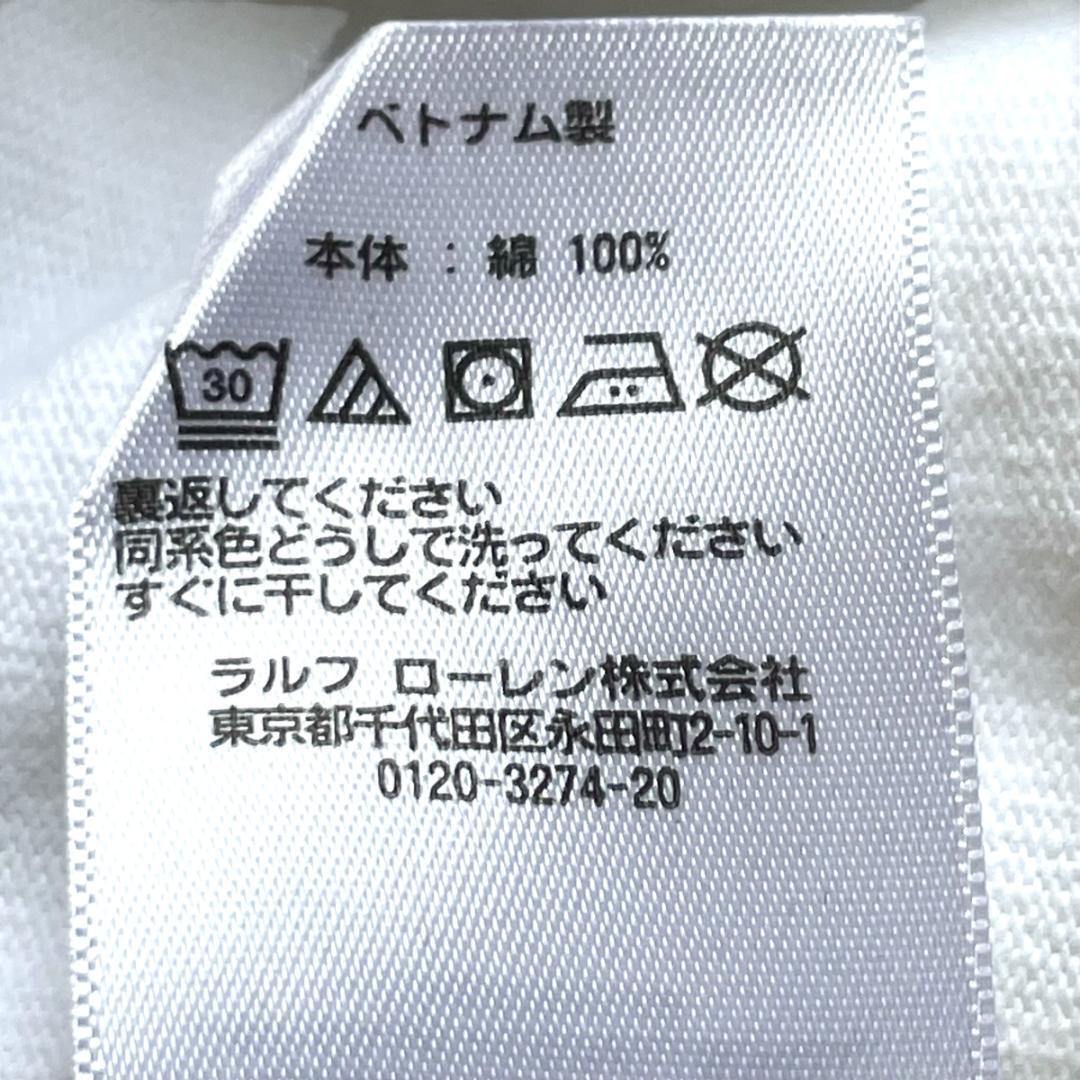 ベトナム製
本体 : 綿 100%
30
裏返してください
同系色どうしで洗ってください
すぐに干してください
ラルフ ローレン株式会社
東京都千代田区永田町2-10-1
0120-3274-20